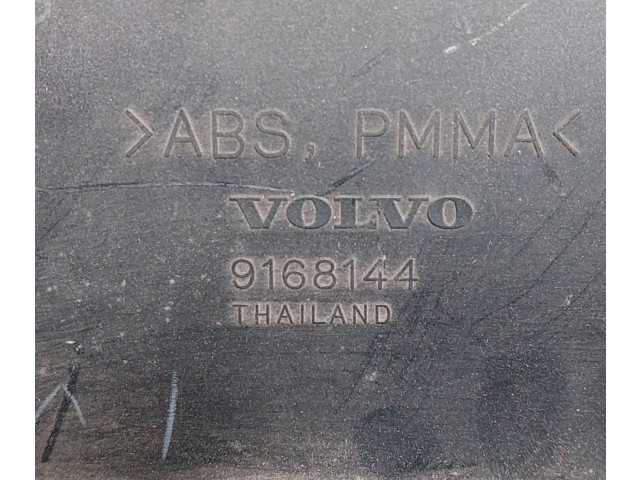 >ABS, PMMA<
VOLVO
9168144
THAILAND